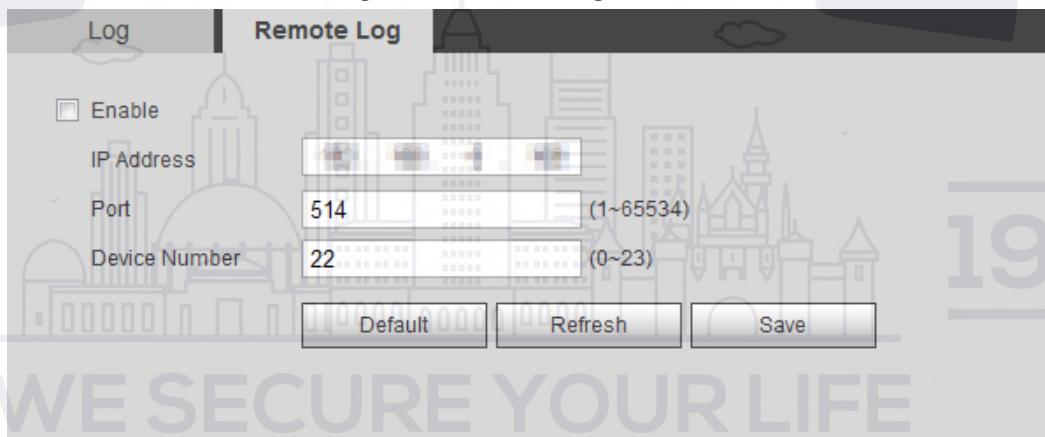 Log Remote Log
Enable
IP Address
Port 514 (1~65534)
Device Number 22 (0~23)
Default Refresh Save
19
WE SECURE YOUR LIFE